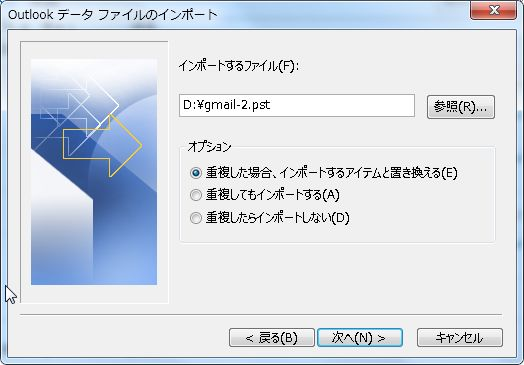 Outlook データ ファイルのインポート
インポートするファイル(F):
D:¥gmail-2.pst
参照(R)...
オプション
重複した場合、インポートするアイテムと置き換える(E)
重複してもインポートする(A)
重複したらインポートしない(D)
< 戻る(B)
次へ(N) >
キャンセル